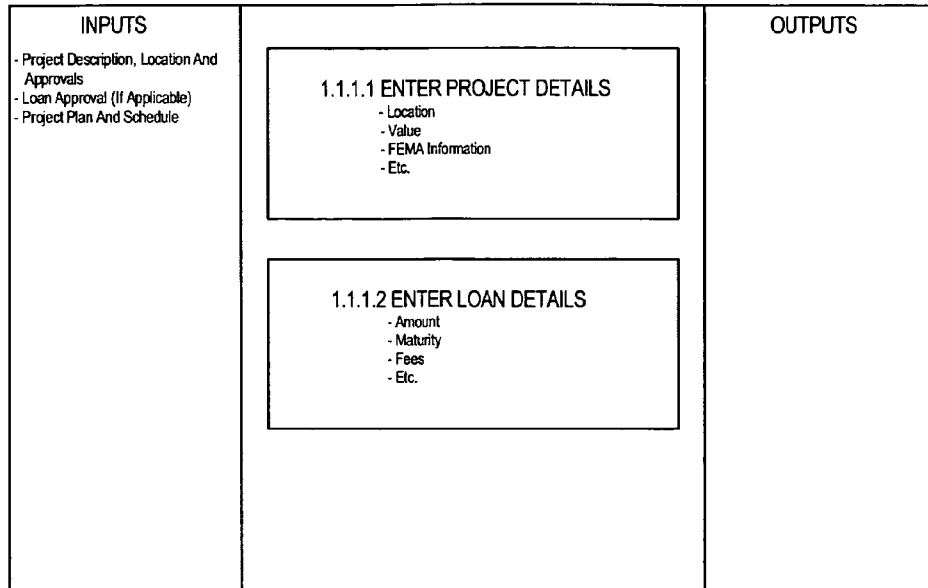 INPUTS
- Project Description, Location And
Approvals
- Loan Approval (If Applicable)
- Project Plan And Schedule
1.1.1.1 ENTER PROJECT DETAILS
- Location
- Value
- FEMA Information
- Etc.
1.1.1.2 ENTER LOAN DETAILS
- Amount
- Maturity
- Fees
- Etc.
OUTPUTS